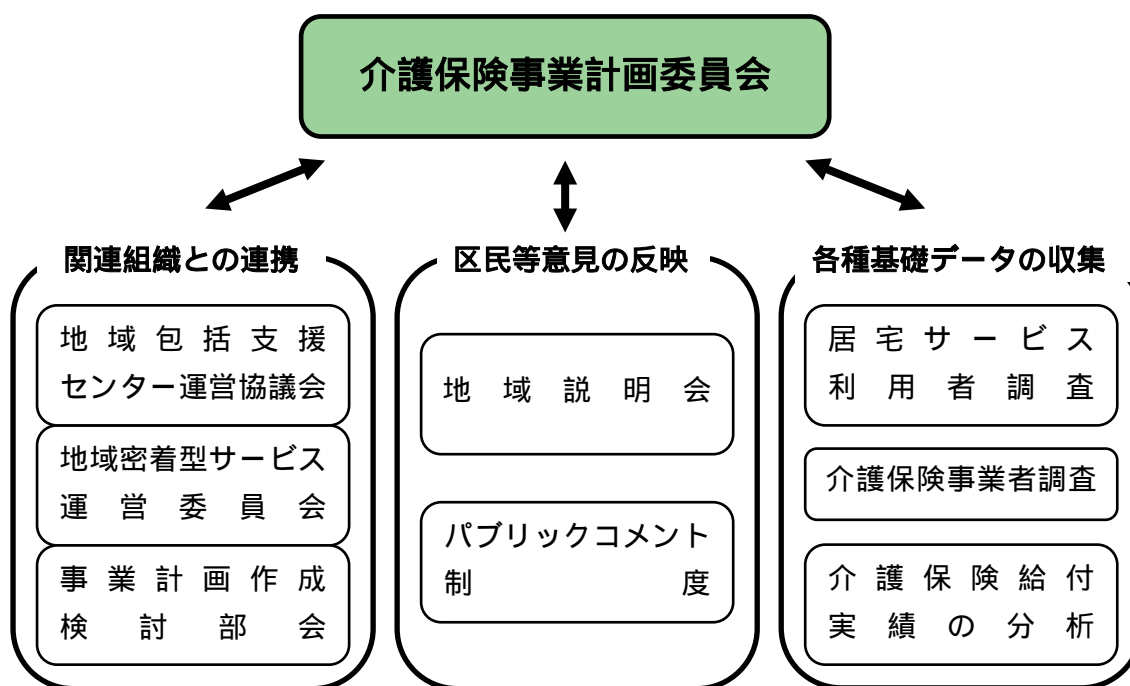 介護保険事業計画委員会
関連組織との連携
地域包括支援
センター運営協議会
地域密着型サービス
運営委員会
事業計画作成
検討部会
区民等意見の反映
地域説明会
パブリックコメント
制度
各種基礎データの収集
居宅サービス
利用者調査
介護保険事業者調査
介護保険給付
実績の分析